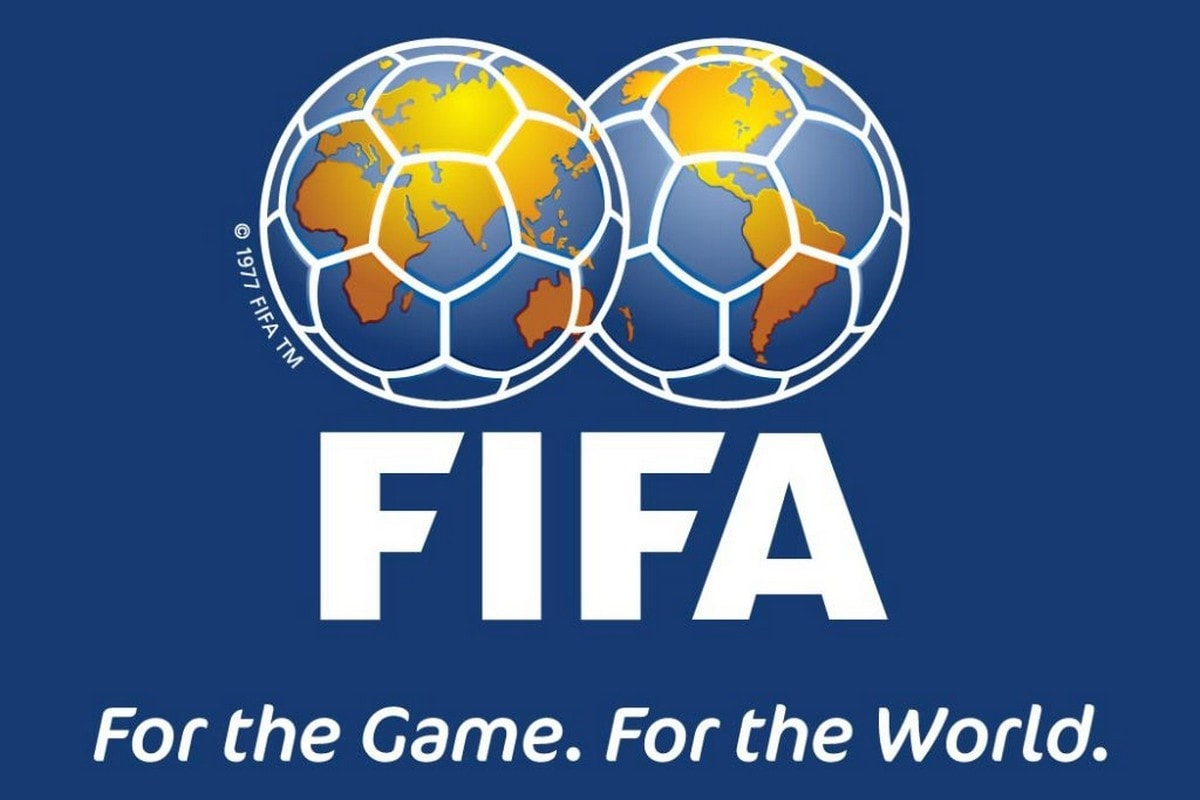 © 1977 FIFA TM
FIFA
For the Game. For the World.